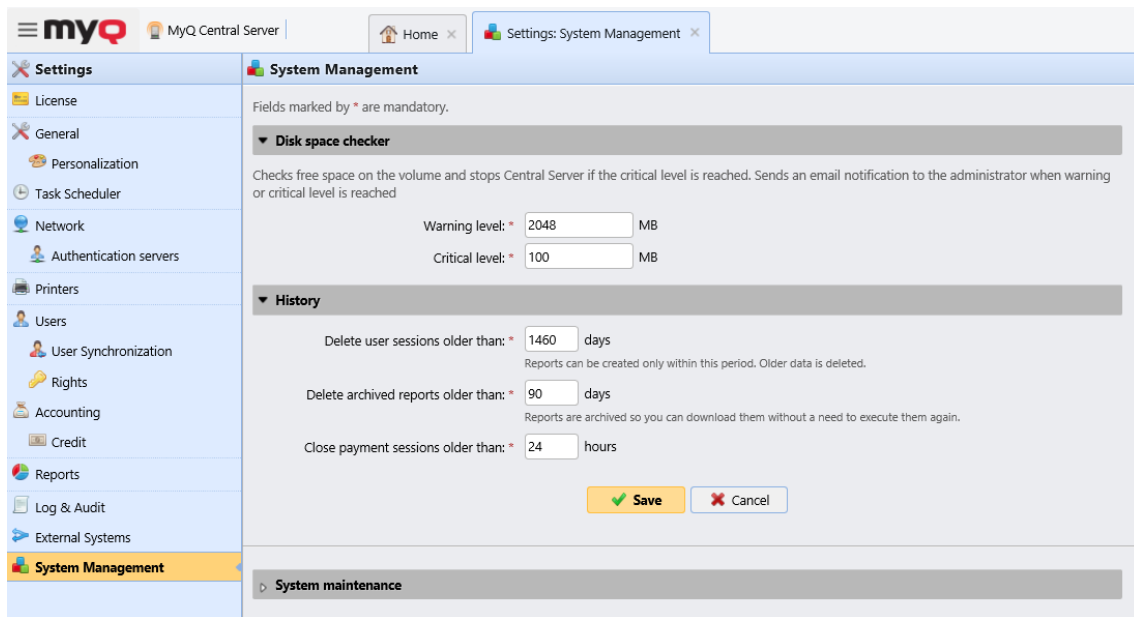 myQ MyQ Central Server Home Settings: System Management
Settings
License
General
Personalization
Task Scheduler
Network
Authentication servers
Printers
Users
User Synchronization
Rights
Accounting
Credit
Reports
Log & Audit
External Systems
System Management
System Management
Fields marked by * are mandatory.
Disk space checker
Checks free space on the volume and stops Central Server if the critical level is reached. Sends an email notification to the administrator when warning
or critical level is reached
Warning level: * 2048 MB
Critical level: * 100 MB
History
Delete user sessions older than: * 1460 days
Reports can be created only within this period. Older data is deleted.
Delete archived reports older than: * 90 days
Reports are archived so you can download them without a need to execute them again.
Close payment sessions older than: * 24 hours
Save Cancel
System maintenance